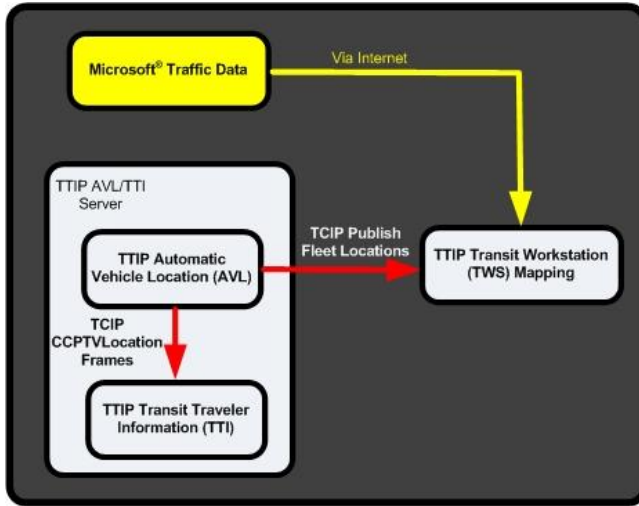 Microsoft® Traffic Data
Via Internet
TTIP AVL/TTI
Server
TTIP Automatic
Vehicle Location (AVL)
TCIP Publish
Fleet Locations
TTIP Transit Workstation
(TWS) Mapping
TCIP
CCPTVLocation
Frames
TTIP Transit Traveler
Information (TTI)